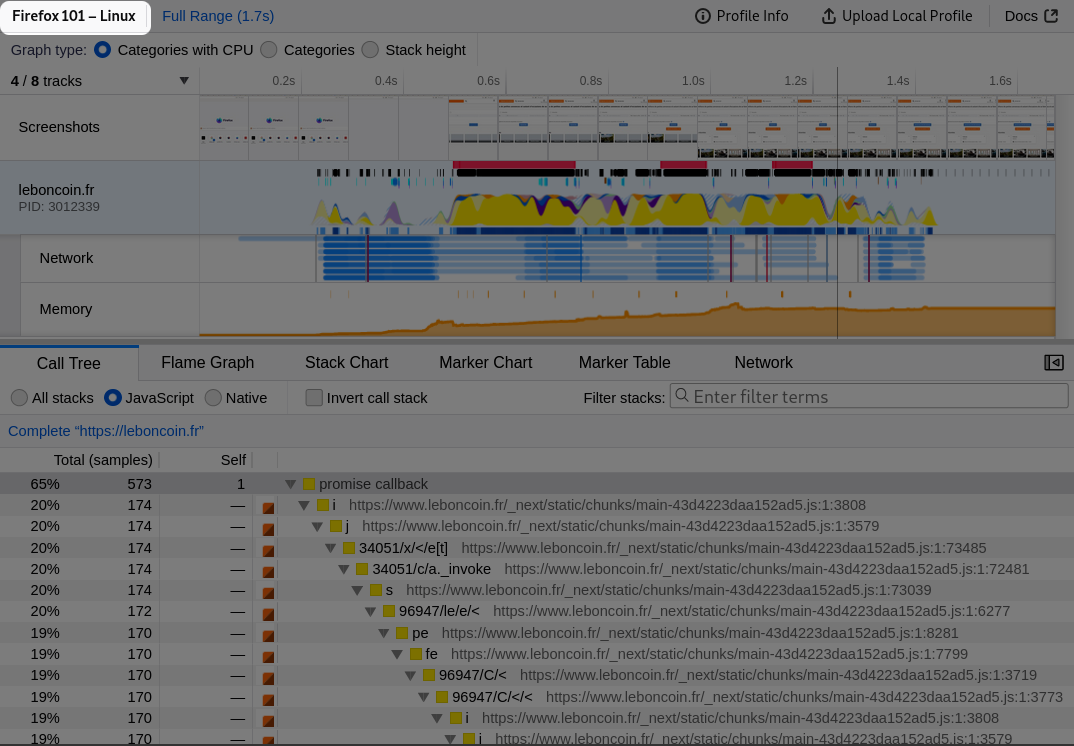 Firefox 101 – Linux Full Range (1.7s) Profile Info Upload Local Profile Docs
Graph type: Categories with CPU Categories Stack height
4 / 8 tracks 0.2s 0.4s 0.6s 0.8s 1.0s 1.2s 1.4s 1.6s
Screenshots
leboncoin.fr
PID: 3012339
Network
Memory
Call Tree Flame Graph Stack Chart Marker Chart Marker Table Network
All stacks JavaScript Native Invert call stack Filter stacks: Enter filter terms
Complete “https://leboncoin.fr”
Total (samples) Self
65% 573 1 promise callback
20% 174 — i https://www.leboncoin.fr/_next/static/chunks/main-43d4223daa152ad5.js:1:3808
20% 174 — j https://www.leboncoin.fr/_next/static/chunks/main-43d4223daa152ad5.js:1:3579
20% 174 — 34051/x/</e[t] https://www.leboncoin.fr/_next/static/chunks/main-43d4223daa152ad5.js:1:73485
20% 174 — 34051/c/a._invoke https://www.leboncoin.fr/_next/static/chunks/main-43d4223daa152ad5.js:1:72481
20% 174 — s https://www.leboncoin.fr/_next/static/chunks/main-43d4223daa152ad5.js:1:73039
20% 172 — 96947/le/e/< https://www.leboncoin.fr/_next/static/chunks/main-43d4223daa152ad5.js:1:6277
19% 170 — pe https://www.leboncoin.fr/_next/static/chunks/main-43d4223daa152ad5.js:1:8281
19% 170 — fe https://www.leboncoin.fr/_next/static/chunks/main-43d4223daa152ad5.js:1:7799
19% 170 — 96947/C/< https://www.leboncoin.fr/_next/static/chunks/main-43d4223daa152ad5.js:1:3719
19% 170 — 96947/C/</< https://www.leboncoin.fr/_next/static/chunks/main-43d4223daa152ad5.js:1:3773
19% 170 — i https://www.leboncoin.fr/_next/static/chunks/main-43d4223daa152ad5.js:1:3808
19% 170 — j https://www.leboncoin.fr/_next/static/chunks/main-43d4223daa152ad5.js:1:3579